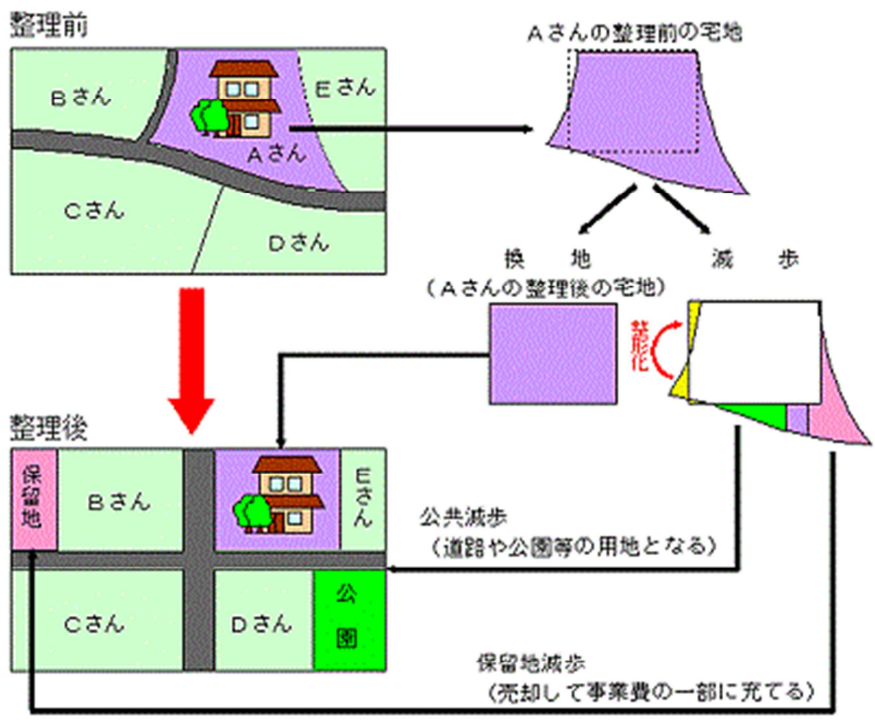 整理前
Aさんの整理前の宅地
Bさん
Eさん
Aさん
Cさん
Dさん
換地
減歩
(Aさんの整理後の宅地)
整形化
整理後
保留地
Bさん
Eさん
公共減歩
(道路や公園等の用地となる)
Cさん
Dさん
公園
保留地減歩
(売却して事業費の一部に充てる)